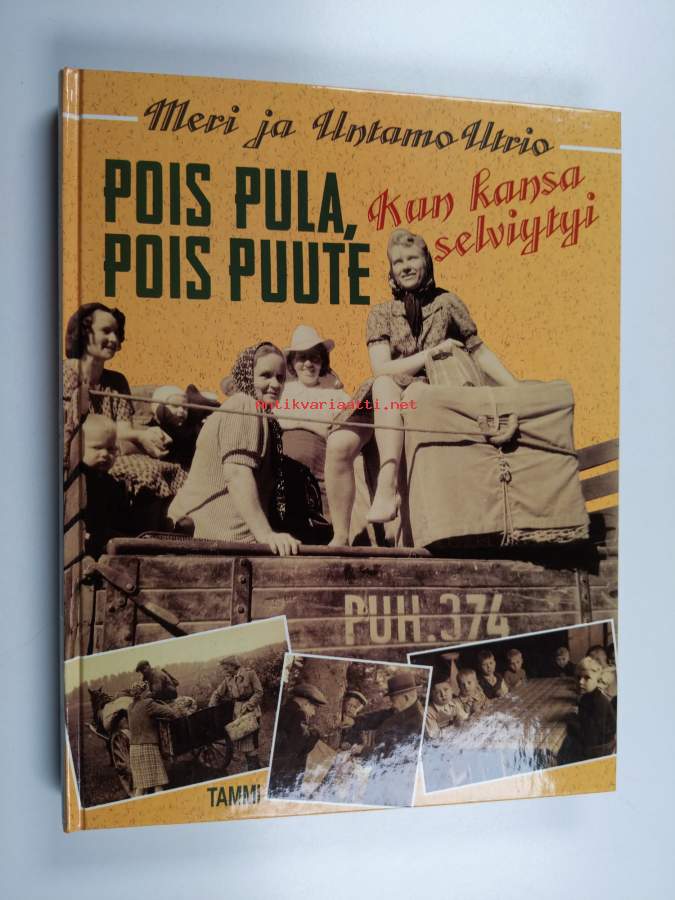 Meri ja Untamo Utrio
POIS PULA,
POIS PUUTE
Kun kansa
selviytyi
antikvariaatti.net
PUH.374
TAMMI